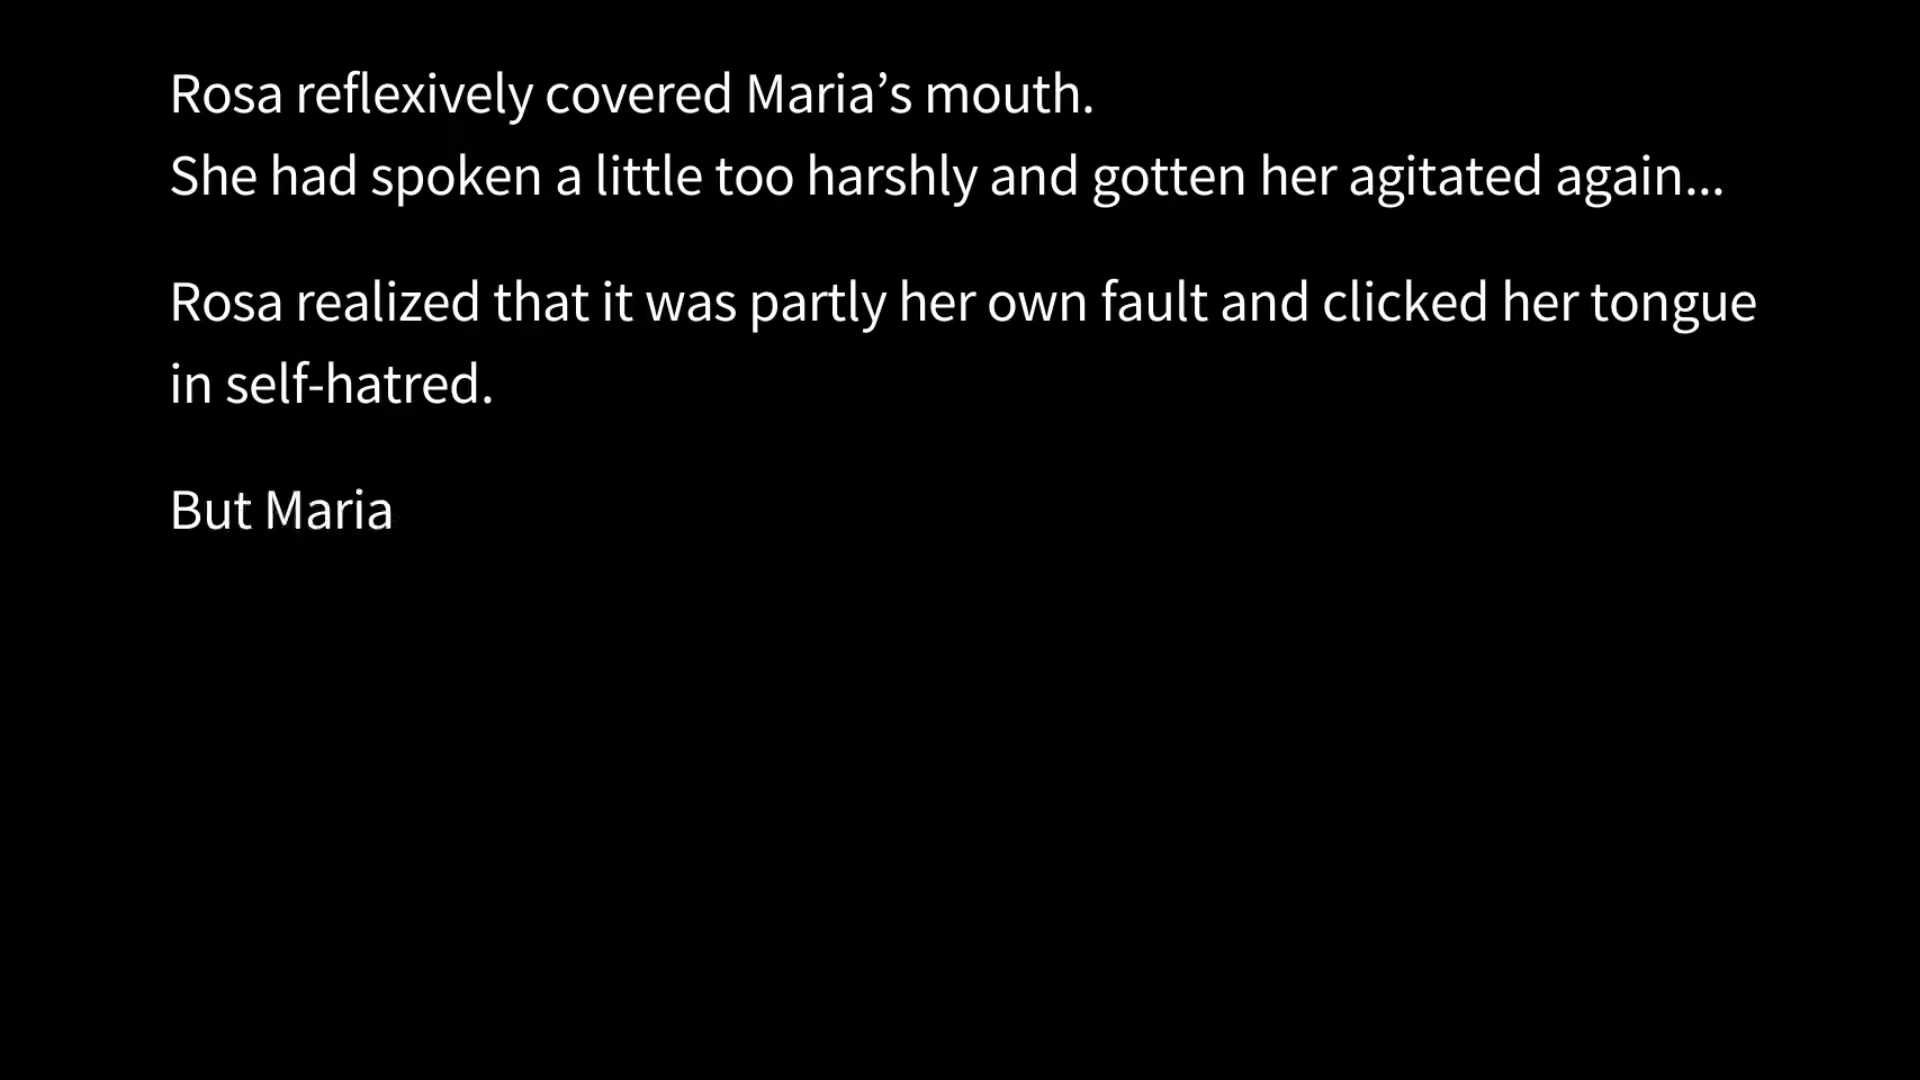 Rosa reflexively covered Maria’s mouth.
She had spoken a little too harshly and gotten her agitated again...
Rosa realized that it was partly her own fault and clicked her tongue
in self-hatred.
But Maria